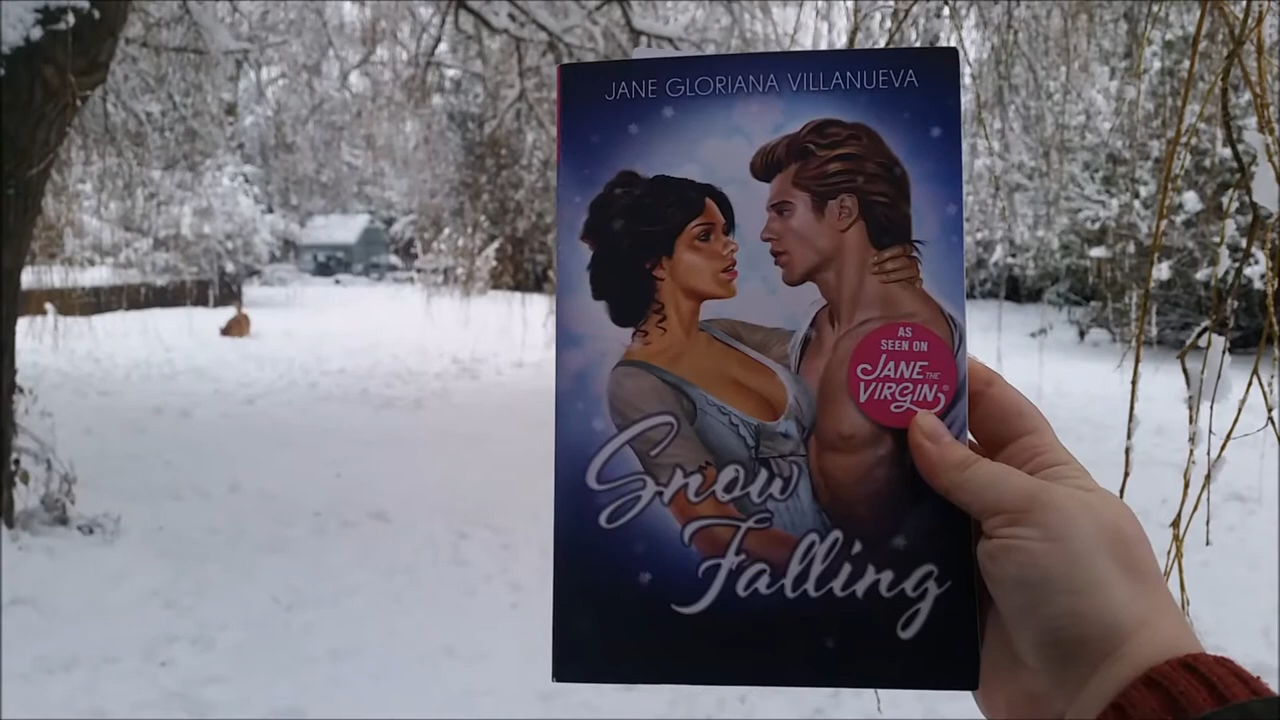 JANE GLORIANA VILLANUEVA
AS
SEEN ON
JANE THE
VIRGIN®
Snow
Falling